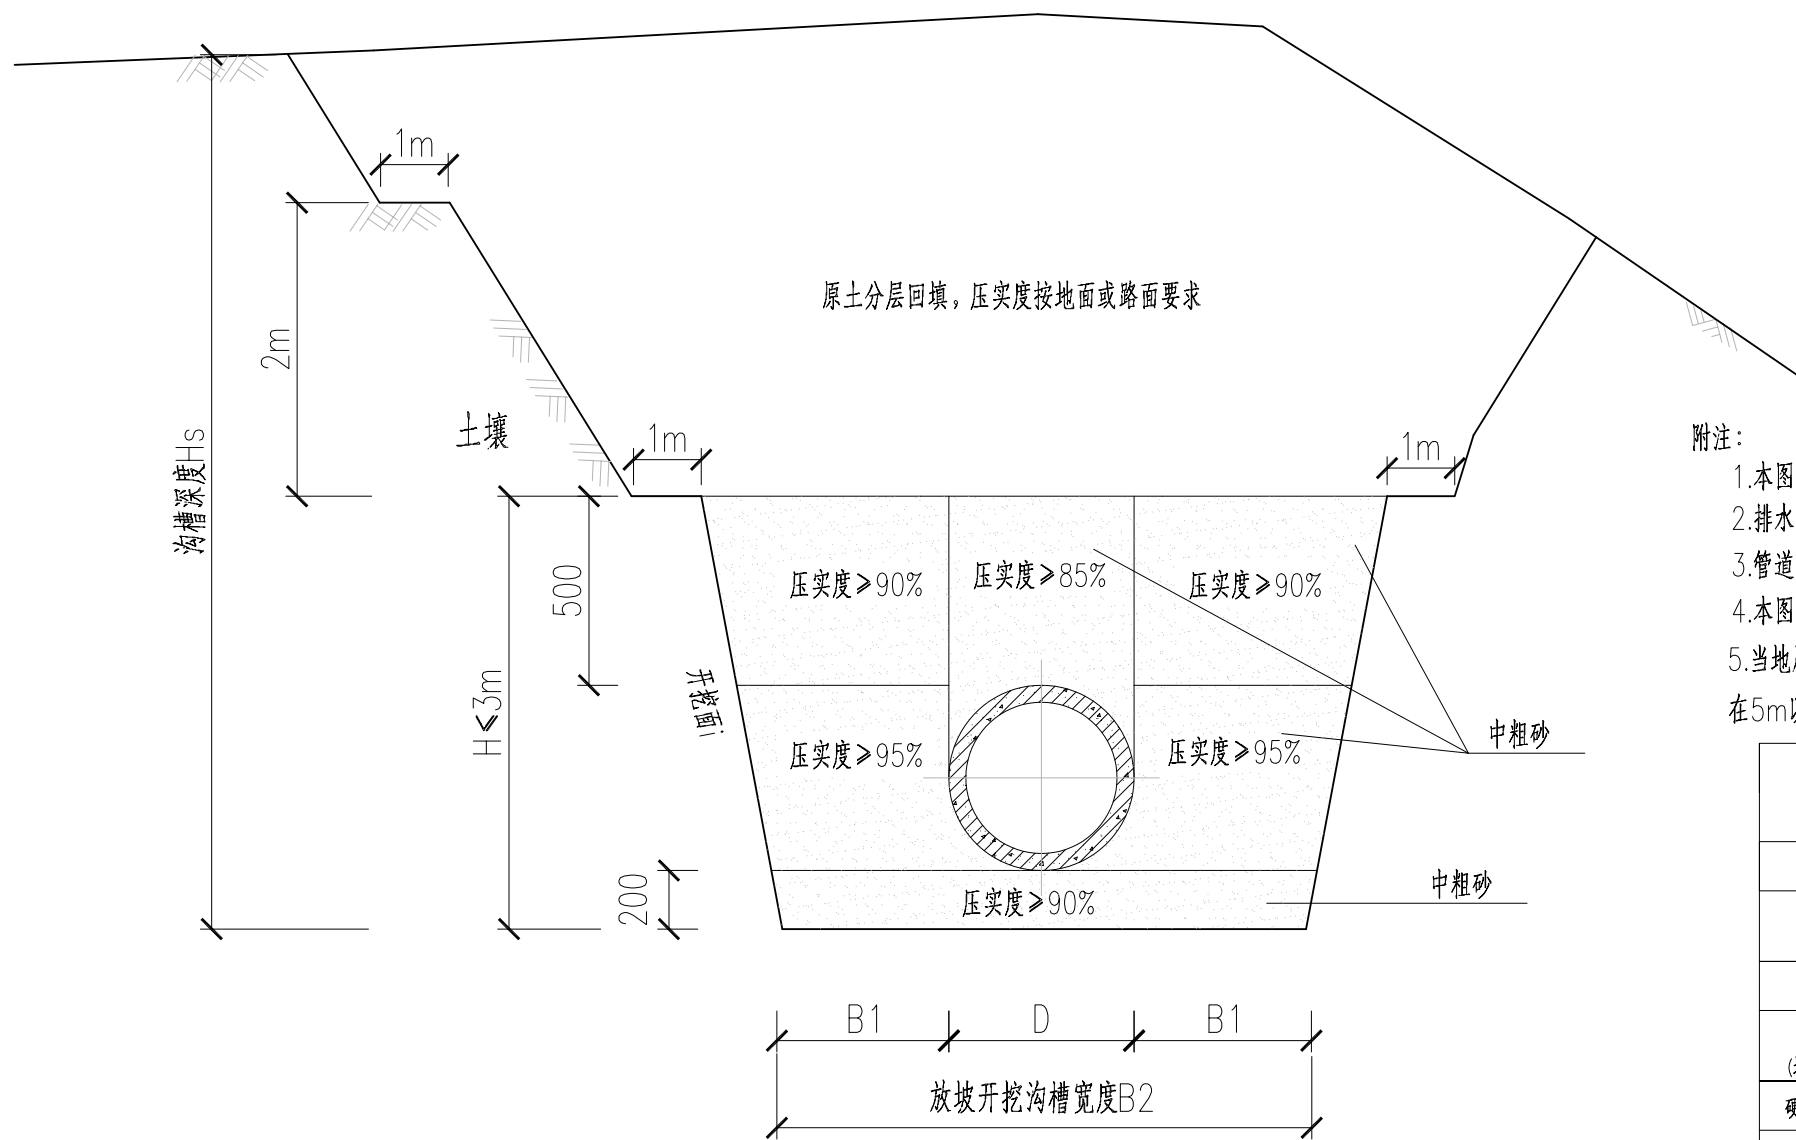 1m
原土分层回填，压实度按地面或路面要求
2m
土壤
1m
1m
沟槽深度Hs
附注：
1.本图
2.排水
3.管道
4.本图
5.当地
在5m
500
压实度≥90%
压实度≥85%
压实度≥90%
H≤3m
开挖面i
压实度≥95%
压实度≥95%
中粗砂
200
压实度≥90%
中粗砂
B1
D
B1
放坡开挖沟槽宽度B2